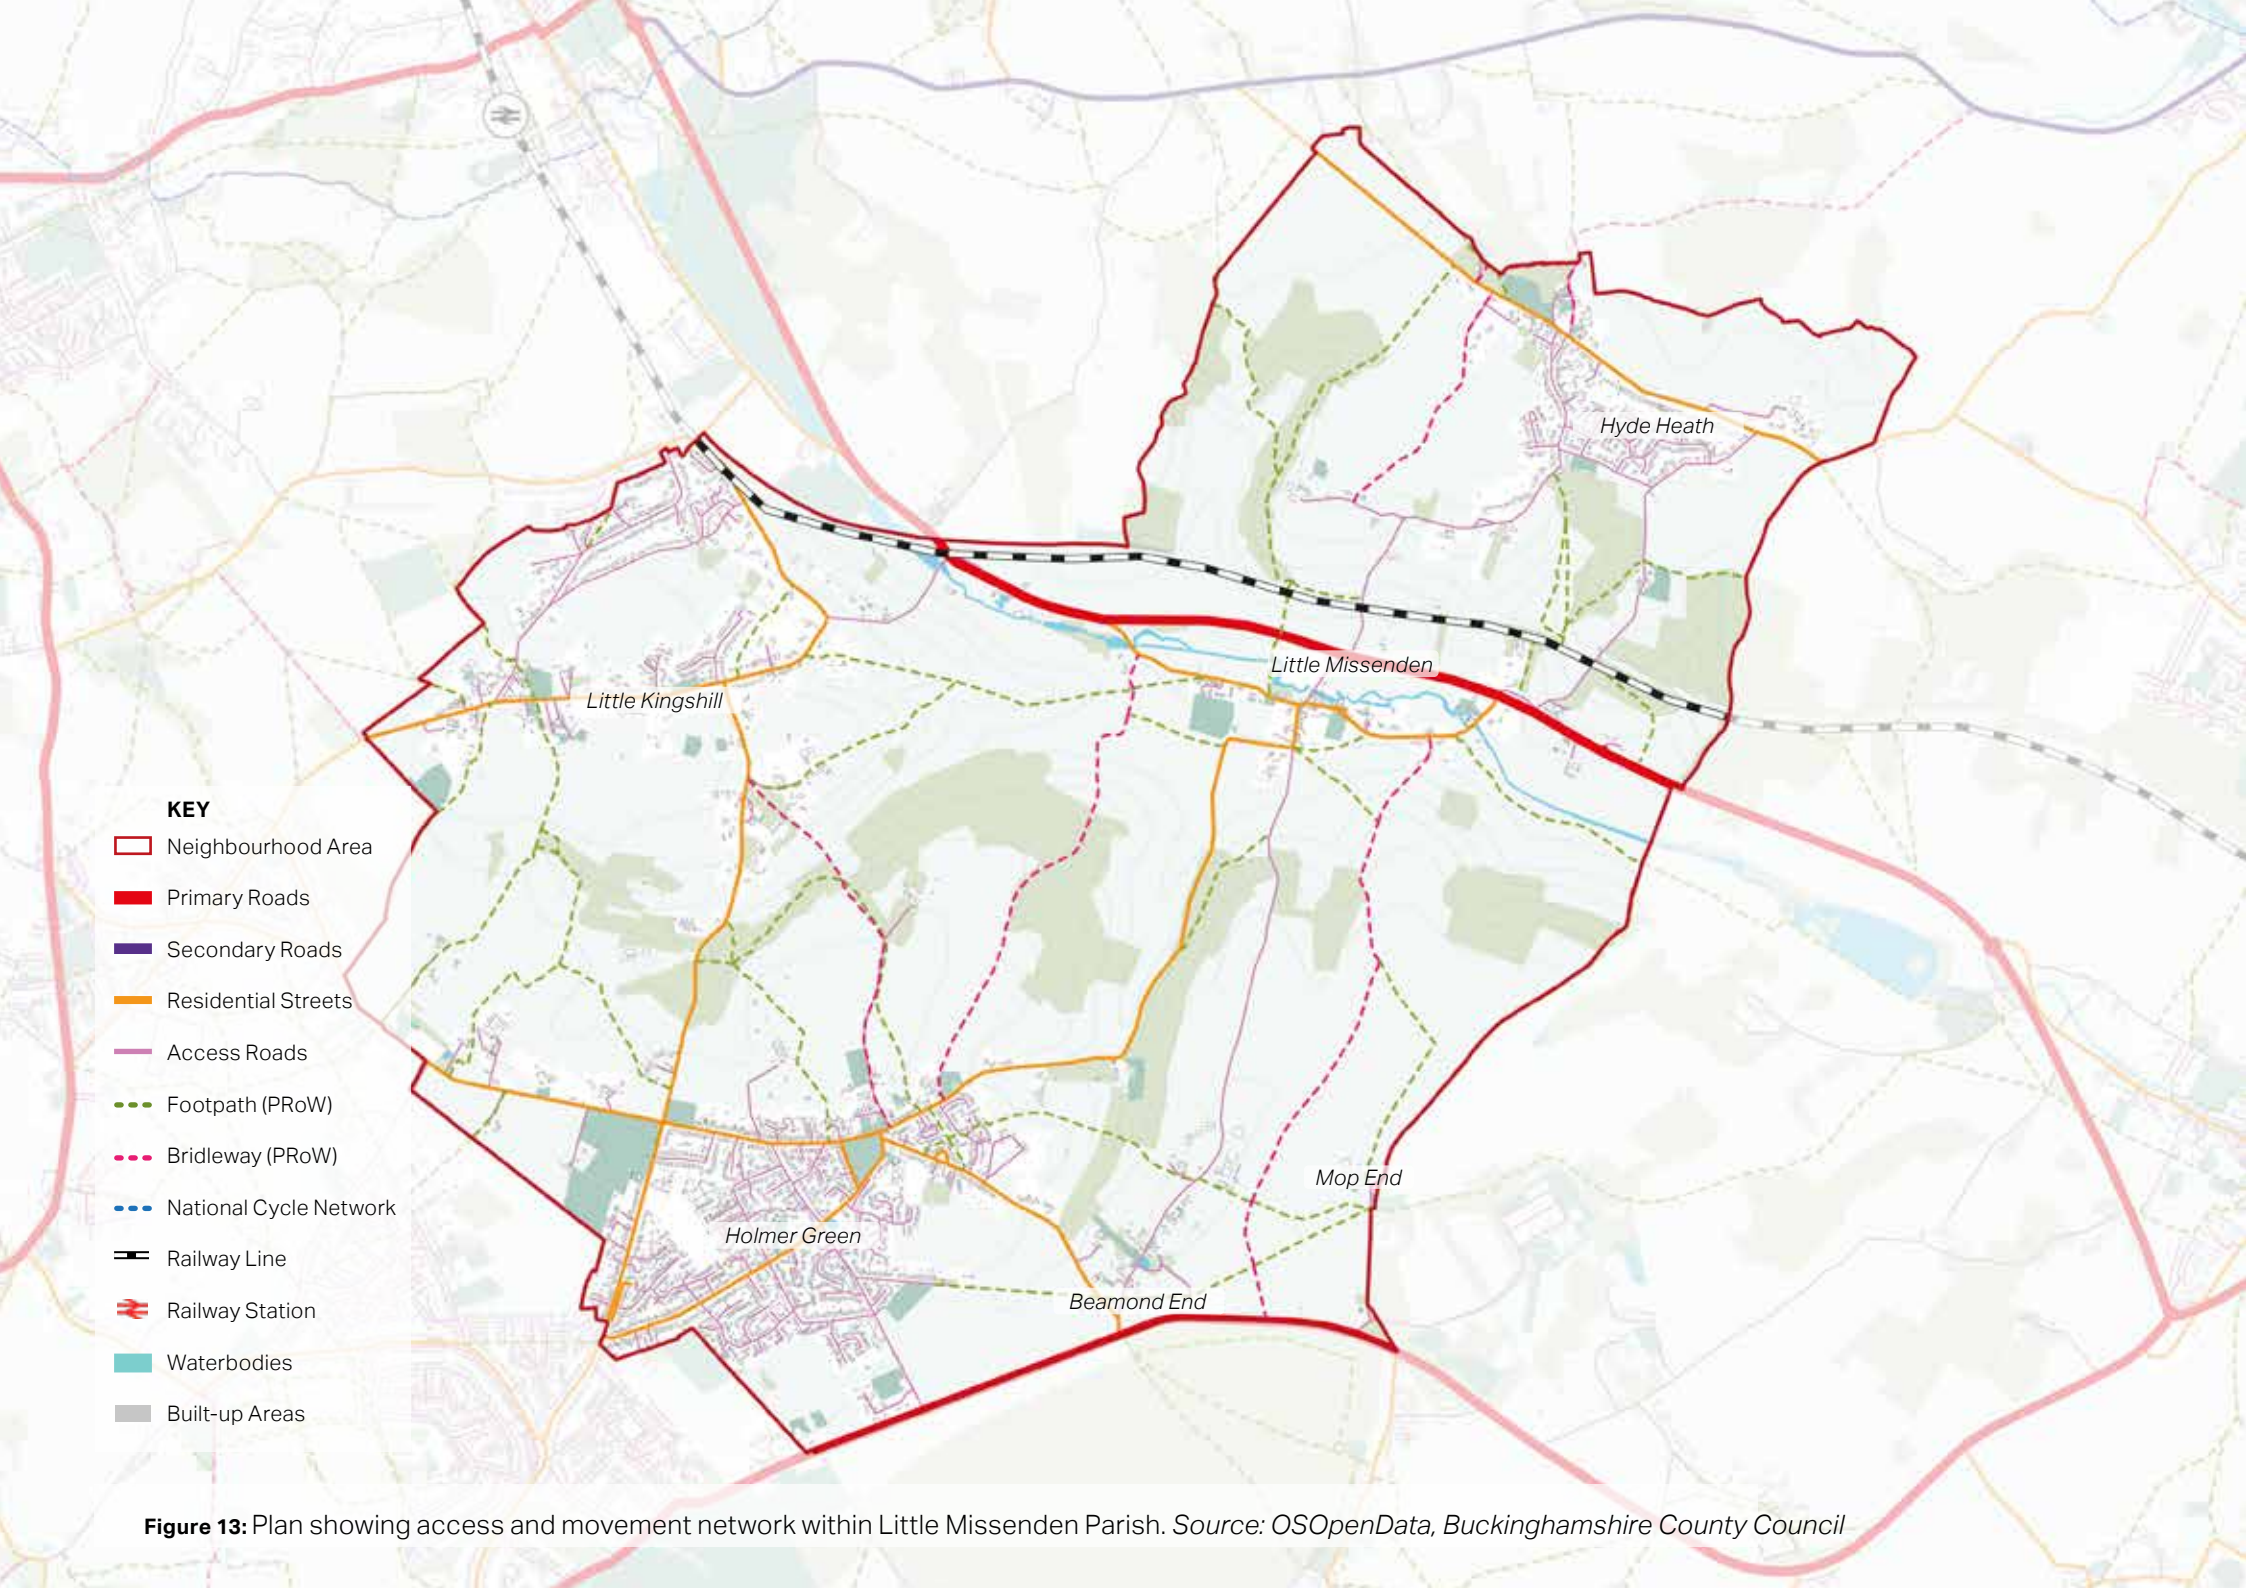 Hyde Heath
Little Missenden
Little Kingshill
Mop End
Holmer Green
Beamond End
KEY
Neighbourhood Area
Primary Roads
Secondary Roads
Residential Streets
Access Roads
Footpath (PRoW)
Bridleway (PRoW)
National Cycle Network
Railway Line
Railway Station
Waterbodies
Built-up Areas
Figure 13: Plan showing access and movement network within Little Missenden Parish. Source: OSOpenData, Buckinghamshire County Council